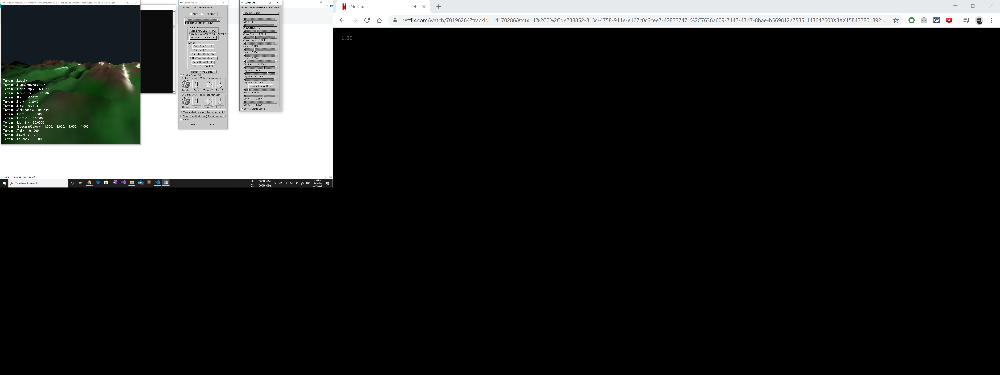 D:\Study Material\2020-Winter\CS557 Computer Graphics Shaders\Assignments\Final Project\FinalProject_Akash Agar...
Terrain : uLevel = 1
Terrain : uNumOctaves = 5
Terrain : uNoiseAmp = 5.4878
Terrain : uNoiseFreq = 1.0000
Terrain : uKa = 0.0122
Terrain : uKd = 0.3049
Terrain : uKs = 0.7744
Terrain : uShininess = 19.2744
Terrain : uLightX = 5.0000
Terrain : uLightY = 10.0000
Terrain : uLightZ = 20.0000
Terrain : uSpecularColor = 1.000, 1.000, 1.000, 1.000
Terrain : uTol = 0.1000
Terrain : uLevel1 = 0.6110
Terrain : uLevel2 = 1.0000
GLman Main User I...
GLman Main User Interface Window
Axes Perspective
Background Intensity = 0.1294
GLIB File
Load a new GLIB File [^L]
D:\Study Material\2020-Winter\CS557 C
Reload the GLIB File [^R]
Editing
Edit a Glib File [^G]
Edit a Vert File [^V]
Edit a Tess Control File
Edit a Tess Evaluation File
Edit a Geom File [^E]
Edit a Frag File [^F]
Hardcopy and Display +
Display Frame Rate
Global (Projection Matrix) Transformation
Rotation Scale Trans XY Trans Z
Eye (ModelView Matrix) Transformation
Rotation Scale Trans XY Trans Z
Texture (Texture Matrix) Transformation +
Object (Individual Matrix) Transformation +
Verbose
Reset Quit
GLman Sha...
GLman Shader Parameter User Interface
Program: Terrain
uLevel = 1
uNumOctaves = 5
uNoiseAmp = 5.4878
uNoiseFreq = 1.0000
uKa = 0.0122
uKd = 0.3049
uKs = 0.7744
uShininess = 19.2744
uLightX = 5.0000
uLightY = 10.0000
uLightZ = 20.0000
Color: uSpecularColor
uTol = 0.1000
uLevel1 = 0.6110
uLevel2 = 1.0000
Show Variable Labels
5 items 1 item selected 6.60 MB
Type here to search
U: 0.00 kB/s
D: 0.00 kB/s
ENG
4:39 PM
Saturday
3/14/2020
Netflix
netflix.com/watch/70196264?trackId=14170286&tctx=1%2C0%2Cde238852-813c-4758-911e-e167c0c6cee7-428227471%2C7636a609-7142-43d7-8bae-b569812a7535_143642603X3XX158422801892...
1.00